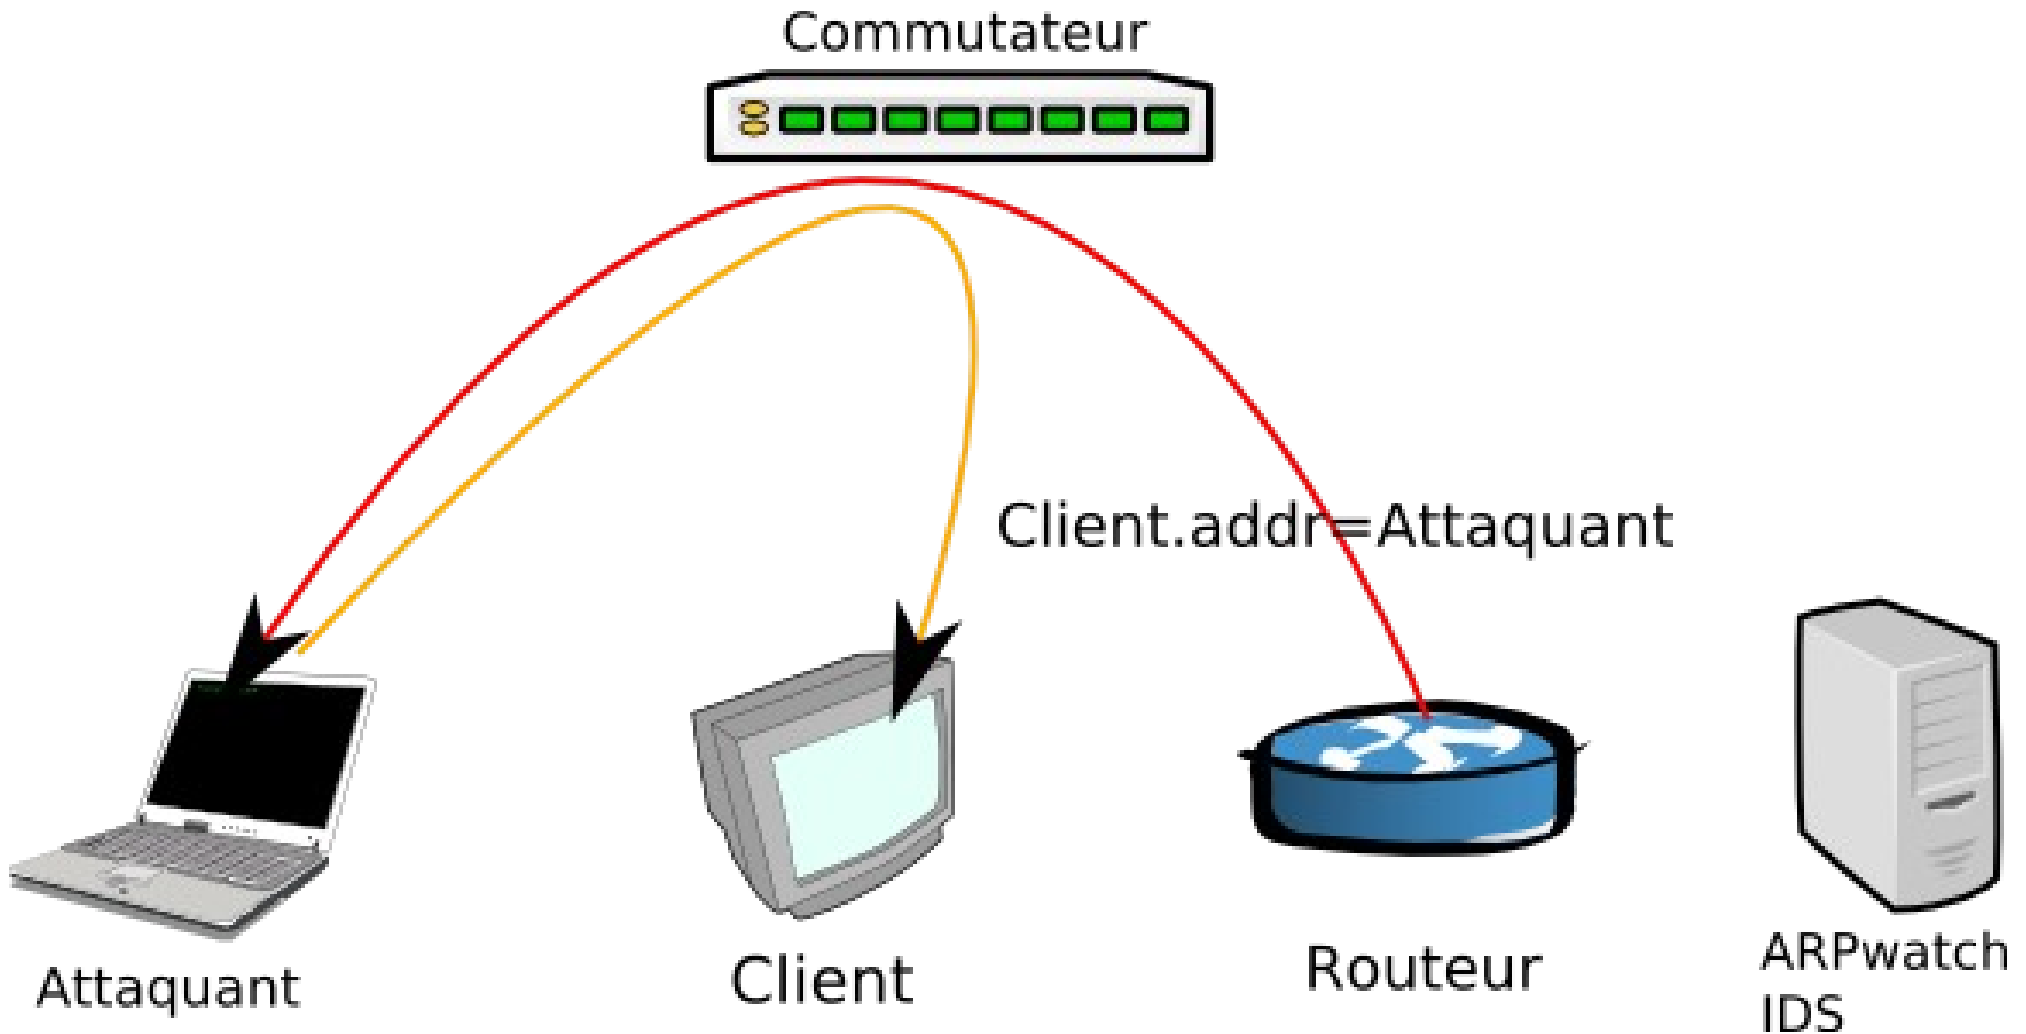 Commutateur
Client.addr=Attaquant
Attaquant
Client
Routeur
ARPwatch
IDS